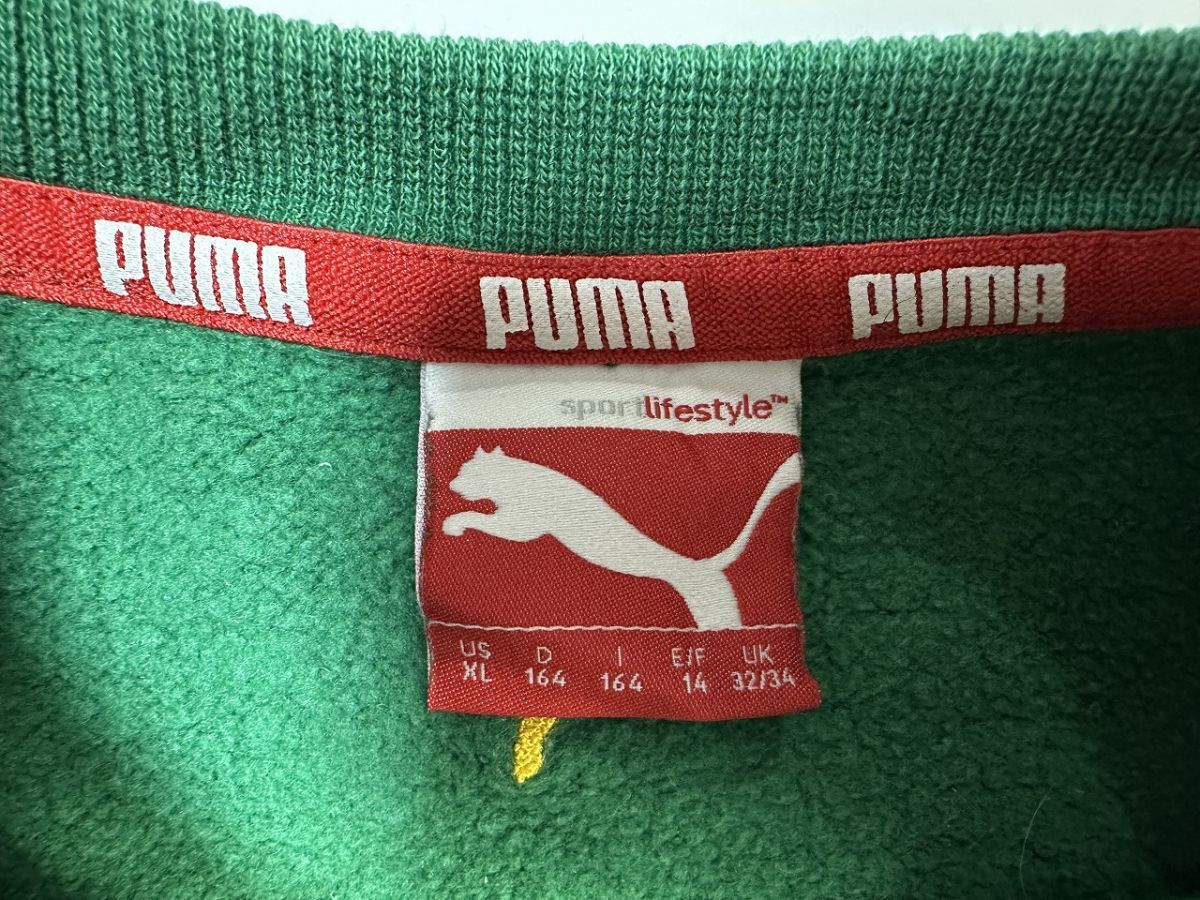 PUMA PUMA PUMA
sportlifestyle™
US D I E/F UK
XL 164 164 14 32/34